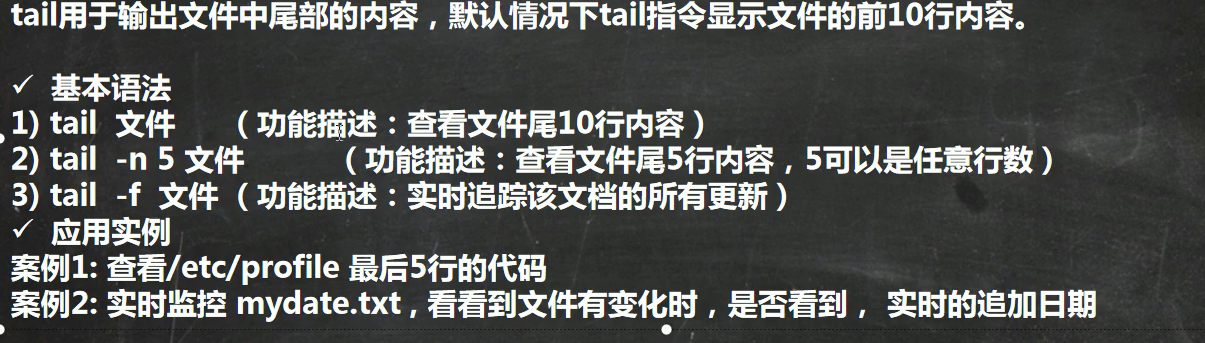 tail用于输出文件中尾部的内容，默认情况下tail指令显示文件的前10行内容。
✓ 基本语法
1) tail 文件 （功能描述：查看文件尾10行内容）
2) tail -n 5 文件 （功能描述：查看文件尾5行内容，5可以是任意行数）
3) tail -f 文件 （功能描述：实时追踪该文档的所有更新）
✓ 应用实例
案例1: 查看/etc/profile 最后5行的代码
案例2: 实时监控 mydate.txt , 看看到文件有变化时，是否看到， 实时的追加日期